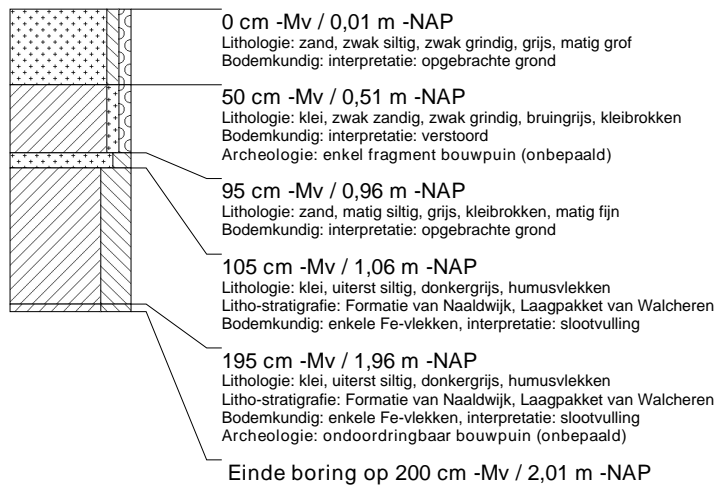 0 cm -Mv / 0,01 m -NAP
Lithologie: zand, zwak siltig, zwak grindig, grijs, matig grof
Bodemkundig: interpretatie: opgebrachte grond
50 cm -Mv / 0,51 m -NAP
Lithologie: klei, zwak zandig, zwak grindig, bruingrijs, kleibrokken
Bodemkundig: interpretatie: verstoord
Archeologie: enkel fragment bouwpuin (onbepaald)
95 cm -Mv / 0,96 m -NAP
Lithologie: zand, matig siltig, grijs, kleibrokken, matig fijn
Bodemkundig: interpretatie: opgebrachte grond
105 cm -Mv / 1,06 m -NAP
Lithologie: klei, uiterst siltig, donkergrijs, humusvlekken
Litho-stratigrafie: Formatie van Naaldwijk, Laagpakket van Walcheren
Bodemkundig: enkele Fe-vlekken, interpretatie: slootvulling
195 cm -Mv / 1,96 m -NAP
Lithologie: klei, uiterst siltig, donkergrijs, humusvlekken
Litho-stratigrafie: Formatie van Naaldwijk, Laagpakket van Walcheren
Bodemkundig: enkele Fe-vlekken, interpretatie: slootvulling
Archeologie: ondoordringbaar bouwpuin (onbepaald)
Einde boring op 200 cm -Mv / 2,01 m -NAP